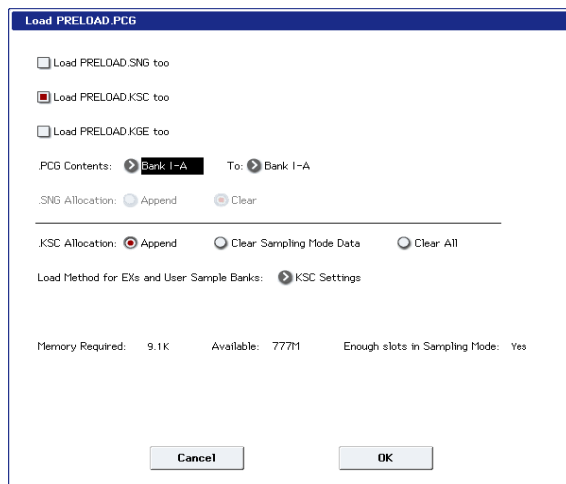 Load PRELOAD.PCG
Load PRELOAD.SNG too
Load PRELOAD.KSC too
Load PRELOAD.KGE too
.PCG Contents: Bank I-A To: Bank I-A
.SNG Allocation: Append Clear
.KSC Allocation: Append Clear Sampling Mode Data Clear All
Load Method for EXs and User Sample Banks: KSC Settings
Memory Required: 9.1K Available: 777M Enough slots in Sampling Mode: Yes
Cancel OK